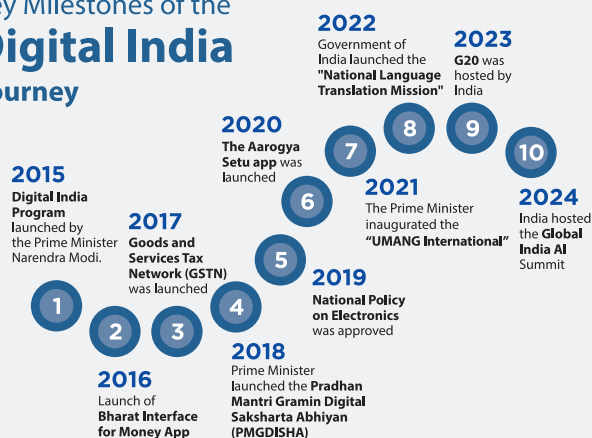 ey Milestones of the
Digital India
ourney
2015
Digital India
Program
launched by
the Prime Minister
Narendra Modi.
1
2
2016
Launch of
Bharat Interface
for Money App
2017
Goods and
Services Tax
Network (GSTN)
was launched
3
4
2018
Prime Minister
launched the Pradhan
Mantri Gramin Digital
Saksharta Abhiyan
(PMGDISHA)
5
2019
National Policy
on Electronics
was approved
2020
The Aarogya
Setu app was
launched
6
7
2021
The Prime Minister
inaugurated the
“UMANG International”
2022
Government of
India launched the
"National Language
Translation Mission"
8
2023
G20 was
hosted by
India
9
10
2024
India hosted
the Global
India AI
Summit